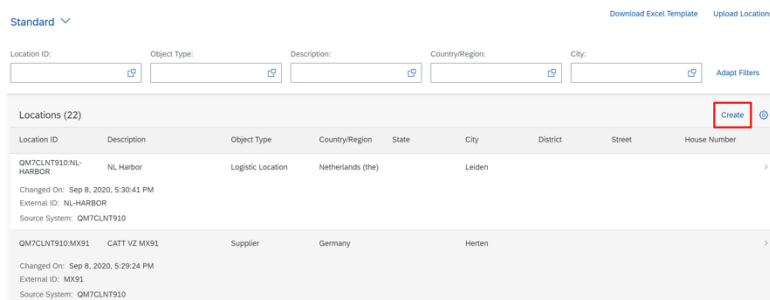 Download Excel Template Upload Locations
Standard
Location ID: Object Type: Description: Country/Region: City:
Adapt Filters
Locations (22) Create
Location ID Description Object Type Country/Region State City District Street House Number
QM7CLNT910:NL-HARBOR NL Harbor Logistic Location Netherlands (the) Leiden
Changed On: Sep 8, 2020, 5:30:41 PM
External ID: NL-HARBOR
Source System: QM7CLNT910
QM7CLNT910:MX91 CATT VZ MX91 Supplier Germany Herten
Changed On: Sep 8, 2020, 5:29:24 PM
External ID: MX91
Source System: QM7CLNT910